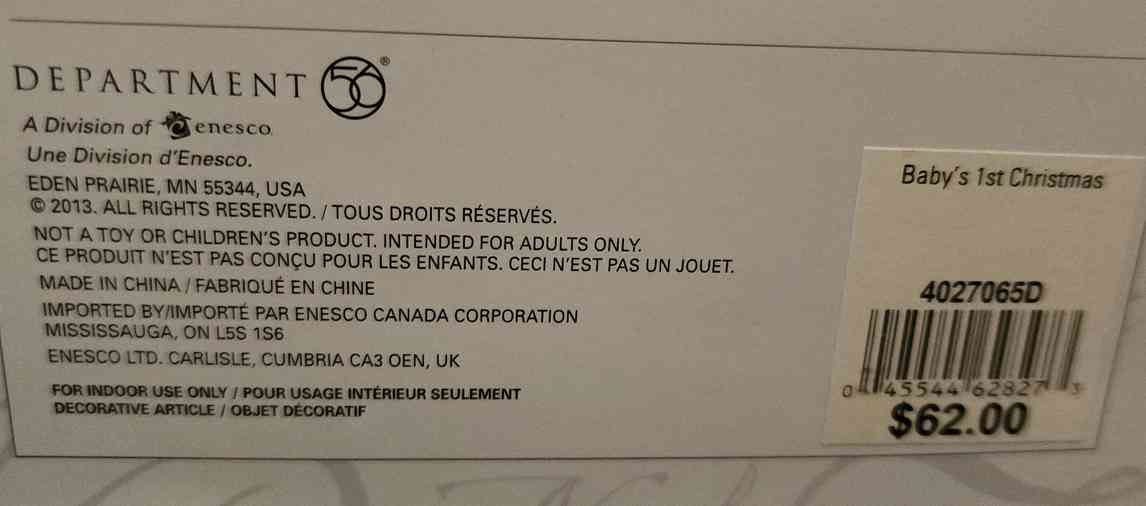 DEPARTMENT 56®
A Division of enesco.
Une Division d'Enesco.
EDEN PRAIRIE, MN 55344, USA
© 2013. ALL RIGHTS RESERVED. / TOUS DROITS RÉSERVÉS.
NOT A TOY OR CHILDREN'S PRODUCT. INTENDED FOR ADULTS ONLY.
CE PRODUIT N'EST PAS CONÇU POUR LES ENFANTS. CECI N'EST PAS UN JOUET.
MADE IN CHINA / FABRIQUÉ EN CHINE
IMPORTED BY/IMPORTÉ PAR ENESCO CANADA CORPORATION
MISSISSAUGA, ON L5S 1S6
ENESCO LTD. CARLISLE, CUMBRIA CA3 OEN, UK
FOR INDOOR USE ONLY / POUR USAGE INTÉRIEUR SEULEMENT
DECORATIVE ARTICLE / OBJET DÉCORATIF
Baby's 1st Christmas
4027065D
0 45544 62827 3
$62.00